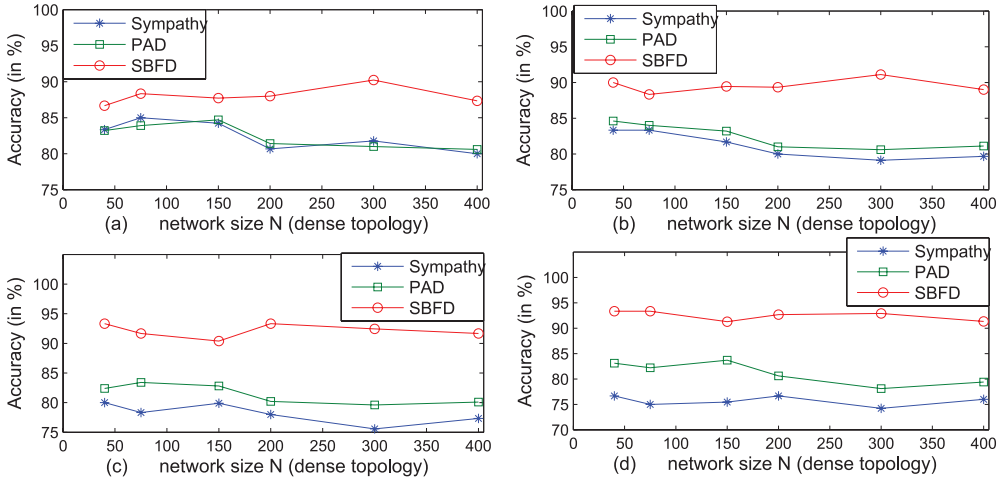 100
95
90
85
80
75
Accuracy (in %)
Sympathy
PAD
SBFD
0 50 100 150 200 250 300 350 400
(a) network size N (dense topology)
100
95
90
85
80
75
Accuracy (in %)
Sympathy
PAD
SBFD
0 50 100 150 200 250 300 350 400
(b) network size N (dense topology)
100
95
90
85
80
75
Accuracy (in %)
Sympathy
PAD
SBFD
0 50 100 150 200 250 300 350 400
(c) network size N (dense topology)
100
95
90
85
80
75
70
Accuracy (in %)
Sympathy
PAD
SBFD
0 50 100 150 200 250 300 350 400
(d) network size N (dense topology)